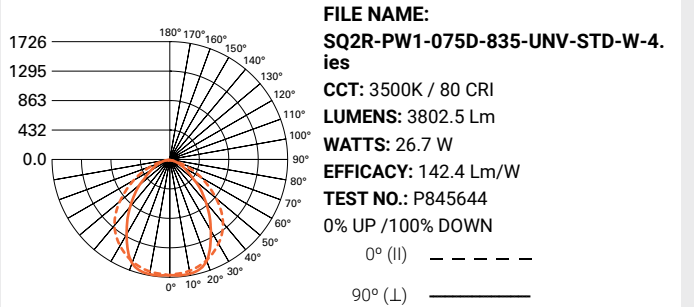 1726
1295
863
432
0.0
180°
170°
160°
150°
140°
130°
120°
110°
100°
90°
80°
70°
60°
50°
40°
30°
20°
10°
0°
FILE NAME:
SQ2R-PW1-075D-835-UNV-STD-W-4.
ies
CCT: 3500K / 80 CRI
LUMENS: 3802.5 Lm
WATTS: 26.7 W
EFFICACY: 142.4 Lm/W
TEST NO.: P845644
0% UP /100% DOWN
0º (II)
90º (⊥)